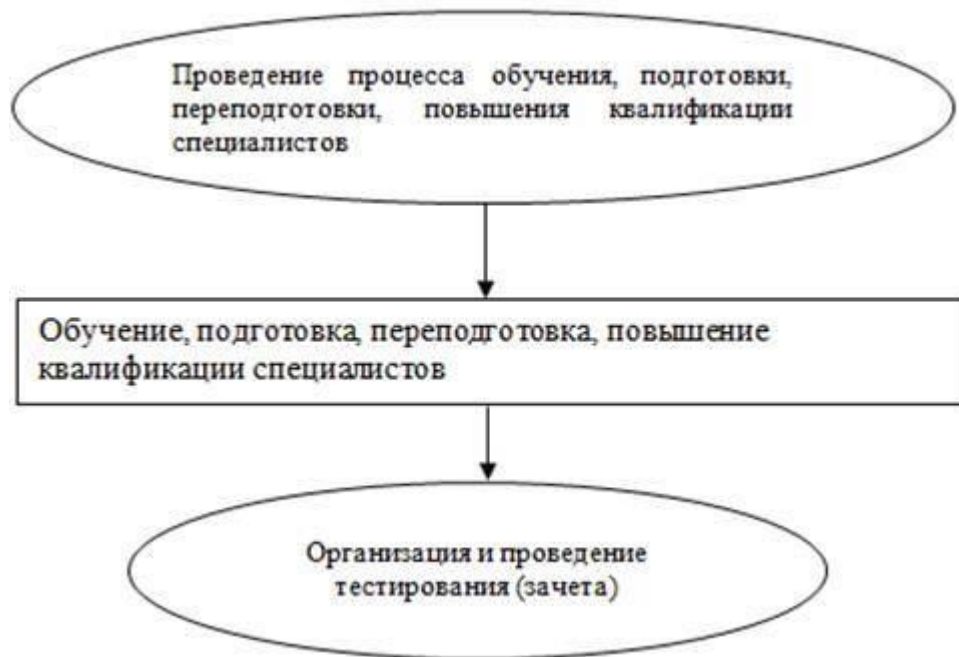 Проведение процесса обучения, подготовки,
переподготовки, повышения квалификации
специалистов
Обучение, подготовка, переподготовка, повышение
квалификации специалистов
Организация и проведение
тестирования (зачета)